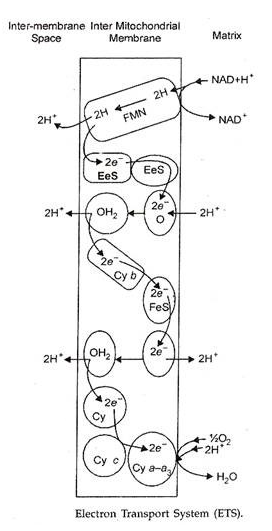 Inter-membrane Inter Mitochondrial
Space Membrane Matrix
NAD+H+
2H
2H
FMN
2H+
NAD+
2e-
EeS
EeS
2H+
OH2
2e-
O
2H+
2e-
Cy b
2e-
FeS
2H+
OH2
2e-
2H+
2e-
Cy
½O2
2H+
2e-
Cy c
Cy a–a3
H2O
Electron Transport System (ETS).